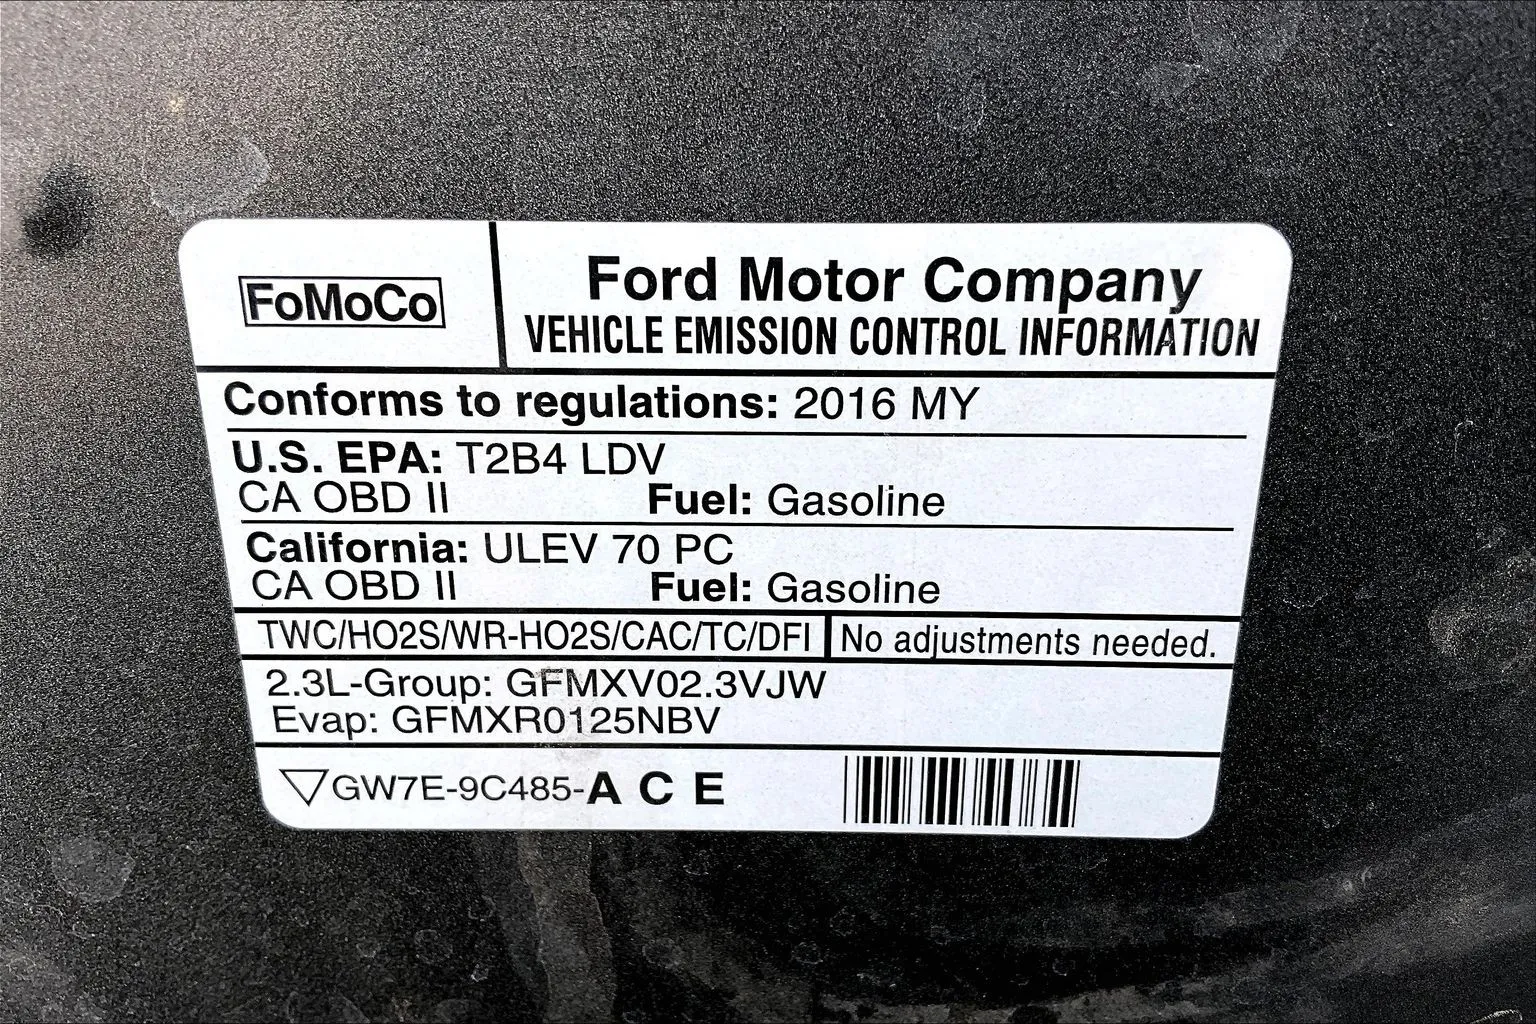 FoMoCo
Ford Motor Company
VEHICLE EMISSION CONTROL INFORMATION
Conforms to regulations: 2016 MY
U.S. EPA: T2B4 LDV
CA OBD II Fuel: Gasoline
California: ULEV 70 PC
CA OBD II Fuel: Gasoline
TWC/HO2S/WR-HO2S/CAC/TC/DFI No adjustments needed.
2.3L-Group: GFMXV02.3VJW
Evap: GFMXR0125NBV
GW7E-9C485-A C E